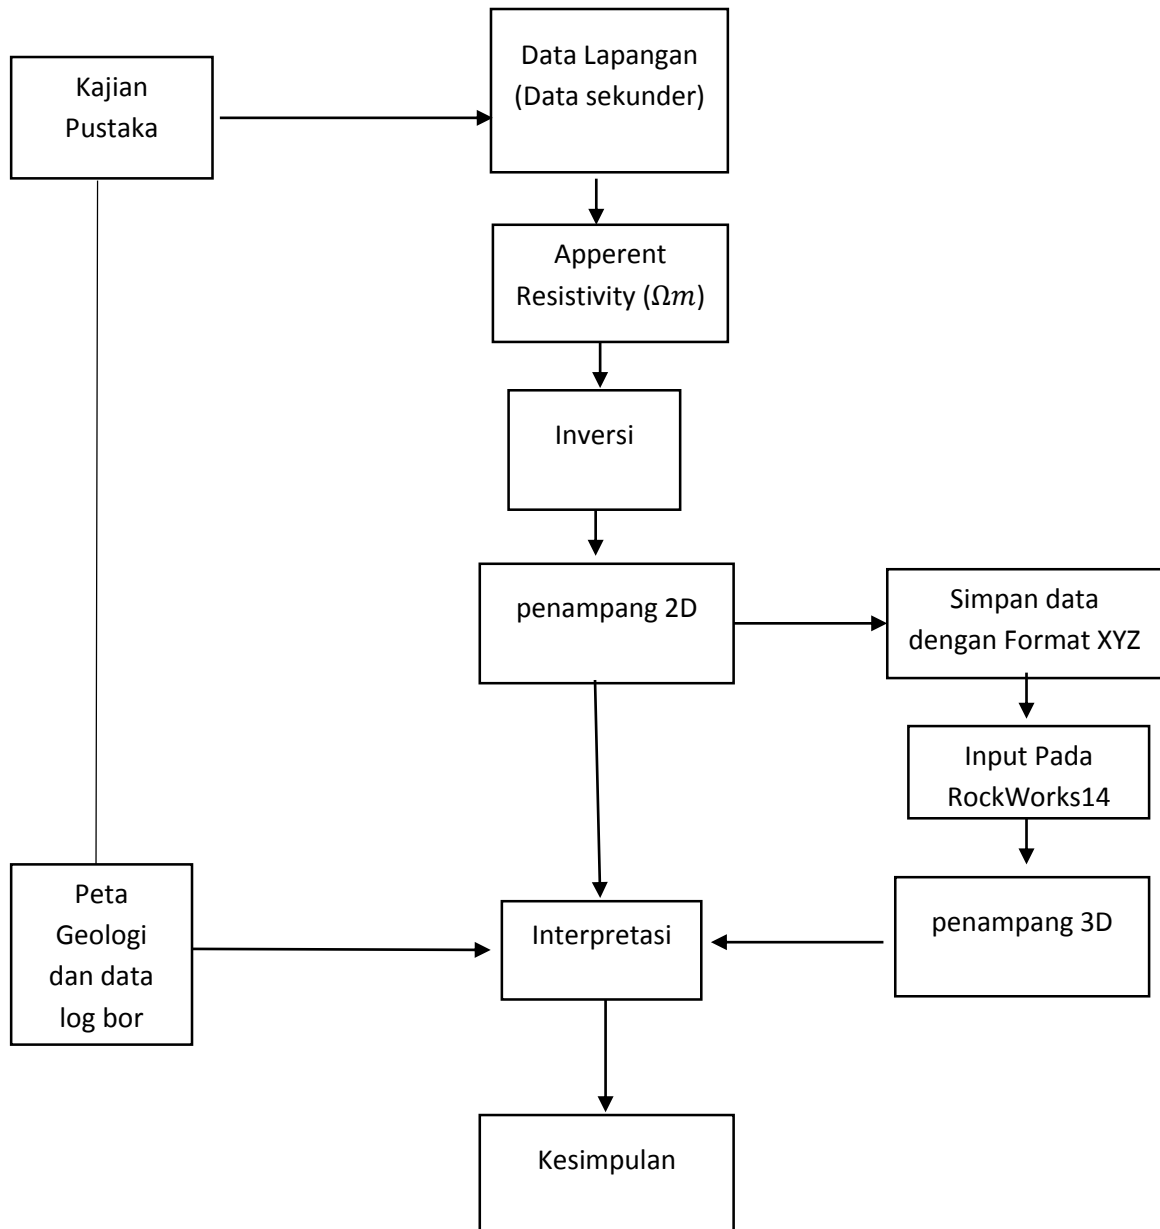 Kajian
Pustaka
Data Lapangan
(Data sekunder)
Apperent
Resistivity (Ωm)
Inversi
penampang 2D
Simpan data
dengan Format XYZ
Input Pada
RockWorks14
penampang 3D
Peta
Geologi
dan data
log bor
Interpretasi
Kesimpulan